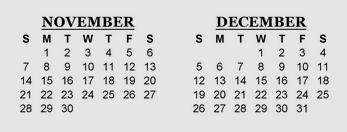 NOVEMBER
S M T W T F S
1 2 3 4 5 6
7 8 9 10 11 12 13
14 15 16 17 18 19 20
21 22 23 24 25 26 27
28 29 30
DECEMBER
S M T W T F S
1 2 3 4
5 6 7 8 9 10 11
12 13 14 15 16 17 18
19 20 21 22 23 24 25
26 27 28 29 30 31